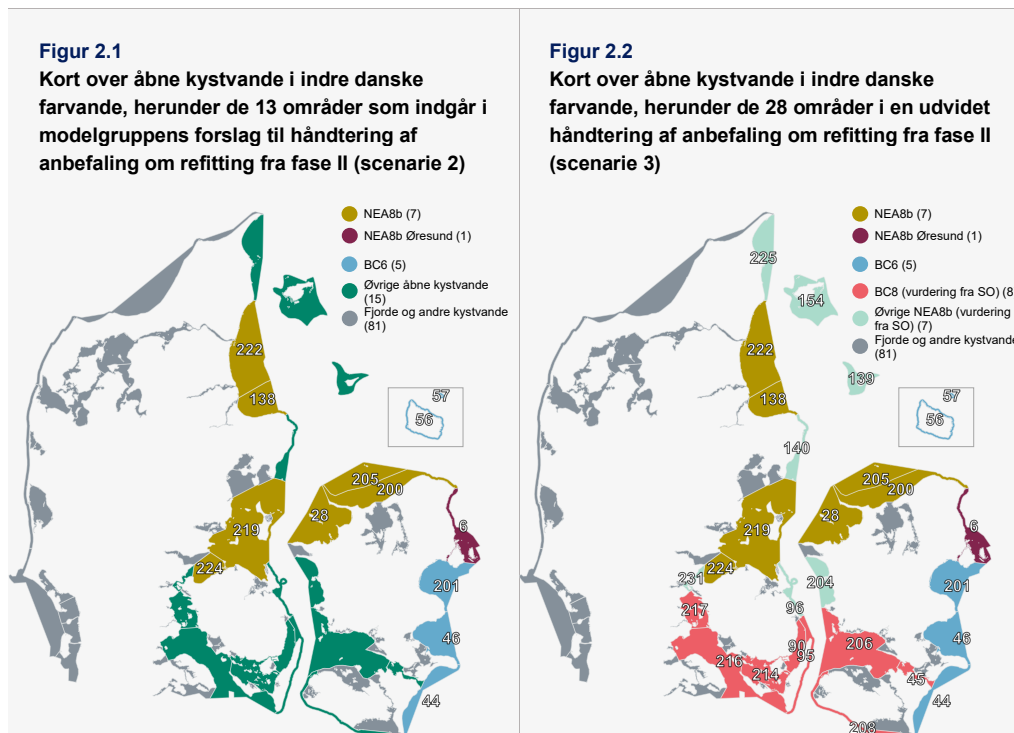 Figur 2.1
Kort over åbne kystvande i indre danske
farvande, herunder de 13 områder som indgår i
modelgruppens forslag til håndtering af
anbefaling om refitting fra fase II (scenarie 2)
NEA8b (7)
NEA8b Øresund (1)
BC6 (5)
Øvrige åbne kystvande
(15)
Fjorde og andre kystvande
(81)
222
138
57
56
205
200
28
219
6
224
201
46
44
Figur 2.2
Kort over åbne kystvande i indre danske
farvande, herunder de 28 områder i en udvidet
håndtering af anbefaling om refitting fra fase II
(scenarie 3)
NEA8b (7)
NEA8b Øresund (1)
BC6 (5)
BC8 (vurdering fra SO) (8
Øvrige NEA8b (vurdering
fra SO) (7)
Fjorde og andre kystvande
(81)
225
154
222
139
138
57
56
140
205
200
28
219
6
224
231
204
201
217
96
90
95
206
46
216
214
45
44
208